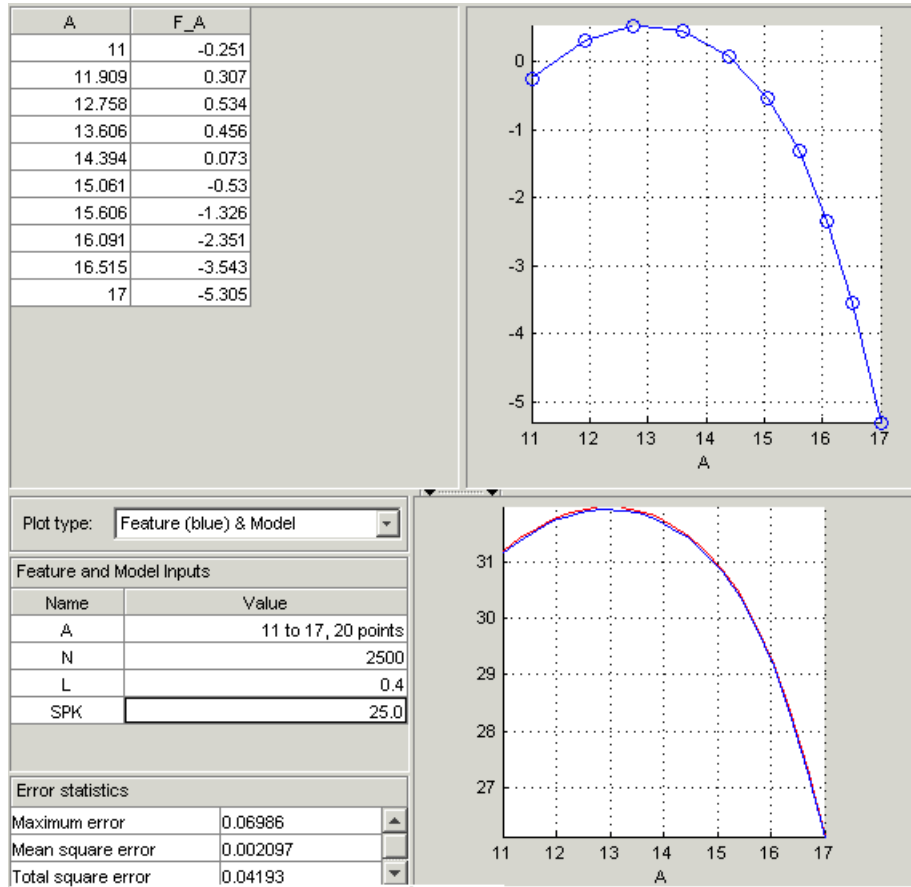 A F_A
11 -0.251
11.909 0.307
12.758 0.534
13.606 0.456
14.394 0.073
15.061 -0.53
15.606 -1.326
16.091 -2.351
16.515 -3.543
17 -5.305
0
-1
-2
-3
-4
-5
11 12 13 14 15 16 17
A
Plot type: Feature (blue) & Model
Feature and Model Inputs
Name Value
A 11 to 17, 20 points
N 2500
L 0.4
SPK 25.0
Error statistics
Maximum error 0.06986
Mean square error 0.002097
Total square error 0.04193
31
30
29
28
27
11 12 13 14 15 16 17
A